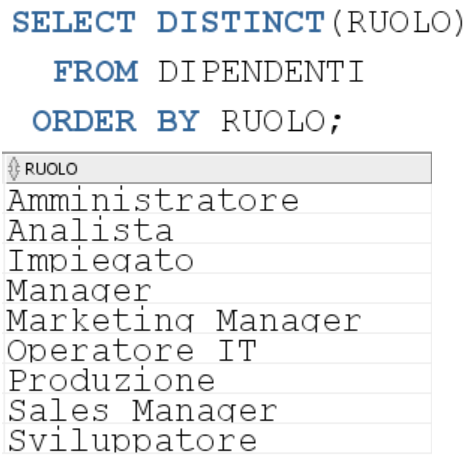 SELECT DISTINCT(RUOLO)
FROM DIPENDENTI
ORDER BY RUOLO;
RUOLO
Amministratore
Analista
Impiegato
Manager
Marketing Manager
Operatore IT
Produzione
Sales Manager
Sviluppatore